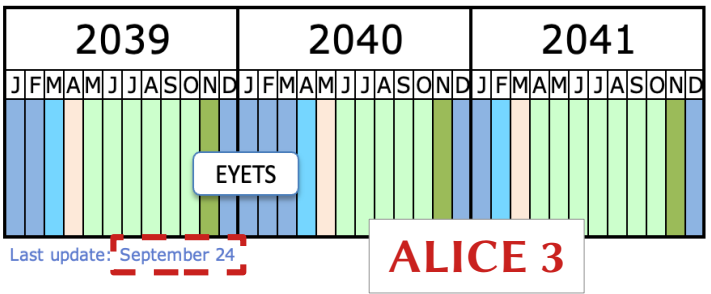 2039 2040 2041
J F M A M J J A S O N D J F M A M J J A S O N D J F M A M J J A S O N D
EYETS
Last update: September 24
ALICE 3